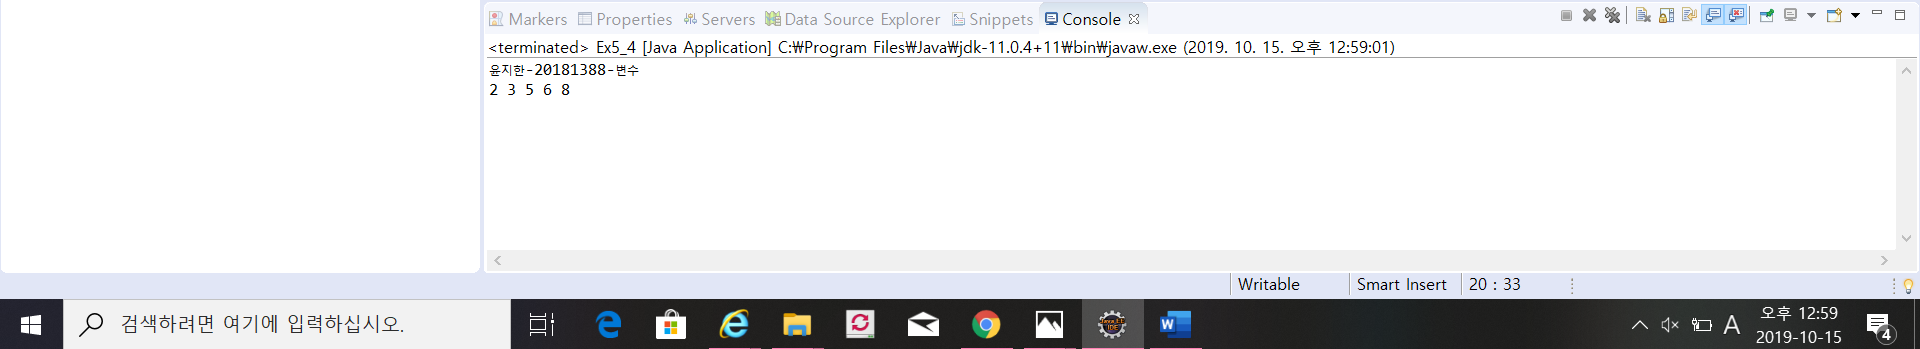 Markers Properties Servers Data Source Explorer Snippets Console
<terminated> Ex5_4 [Java Application] C:₩Program Files₩Java₩jdk-11.0.4+11₩bin₩javaw.exe (2019. 10. 15. 오후 12:59:01)
윤지한-20181388-변수
2 3 5 6 8
Writable Smart Insert 20 : 33
검색하려면 여기에 입력하십시오.
A 오후 12:59
2019-10-15 4